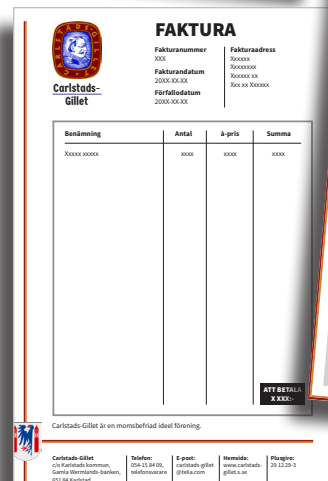 CARLSTADS GILLET
Carlstads-
Gillet
FAKTURA
Fakturanummer
XXX
Fakturandatum
20XX-XX-XX
Förfallodatum
20XX-XX-XX
Fakturaadress
Xxxxxx
Xxxxxxxx
Xxxxxx xx
Xxx xx Xxxxxx
Benämning Antal à-pris Summa
Xxxxx xxxxx xxxx xxxx xxxx
ATT BETALA
X XXX:-
Carlstads-Gillet är en momsbefriad ideel förening.
Carlstads-Gillet
c/o Karlstads kommun,
Gamla Wermlands-banken,
651 84 Karlstad
Telefon:
054-15 84 09,
telefonsvarare
E-post:
carlstads-gillet
@telia.com
Hemsida:
www.carlstads-
gillet.s.se
Plusgiro:
29 12 29-3